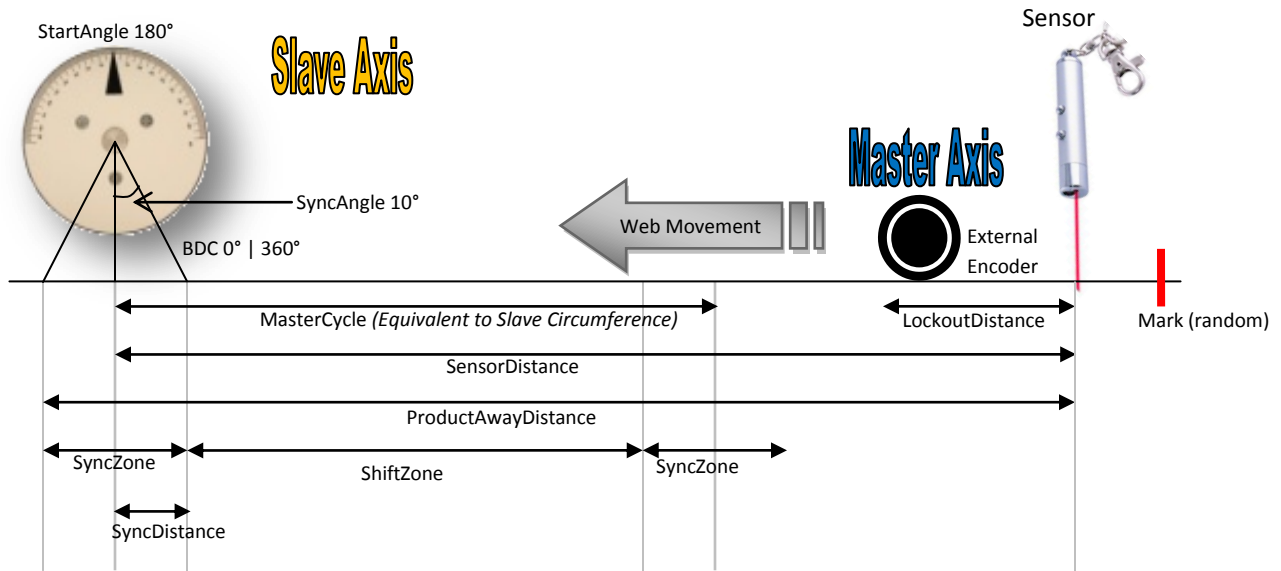 Sensor
StartAngle 180°
Slave Axis
Master Axis
SyncAngle 10°
Web Movement
External
Encoder
BDC 0° | 360°
MasterCycle (Equivalent to Slave Circumference)
LockoutDistance
Mark (random)
SensorDistance
ProductAwayDistance
SyncZone
ShiftZone
SyncZone
SyncDistance